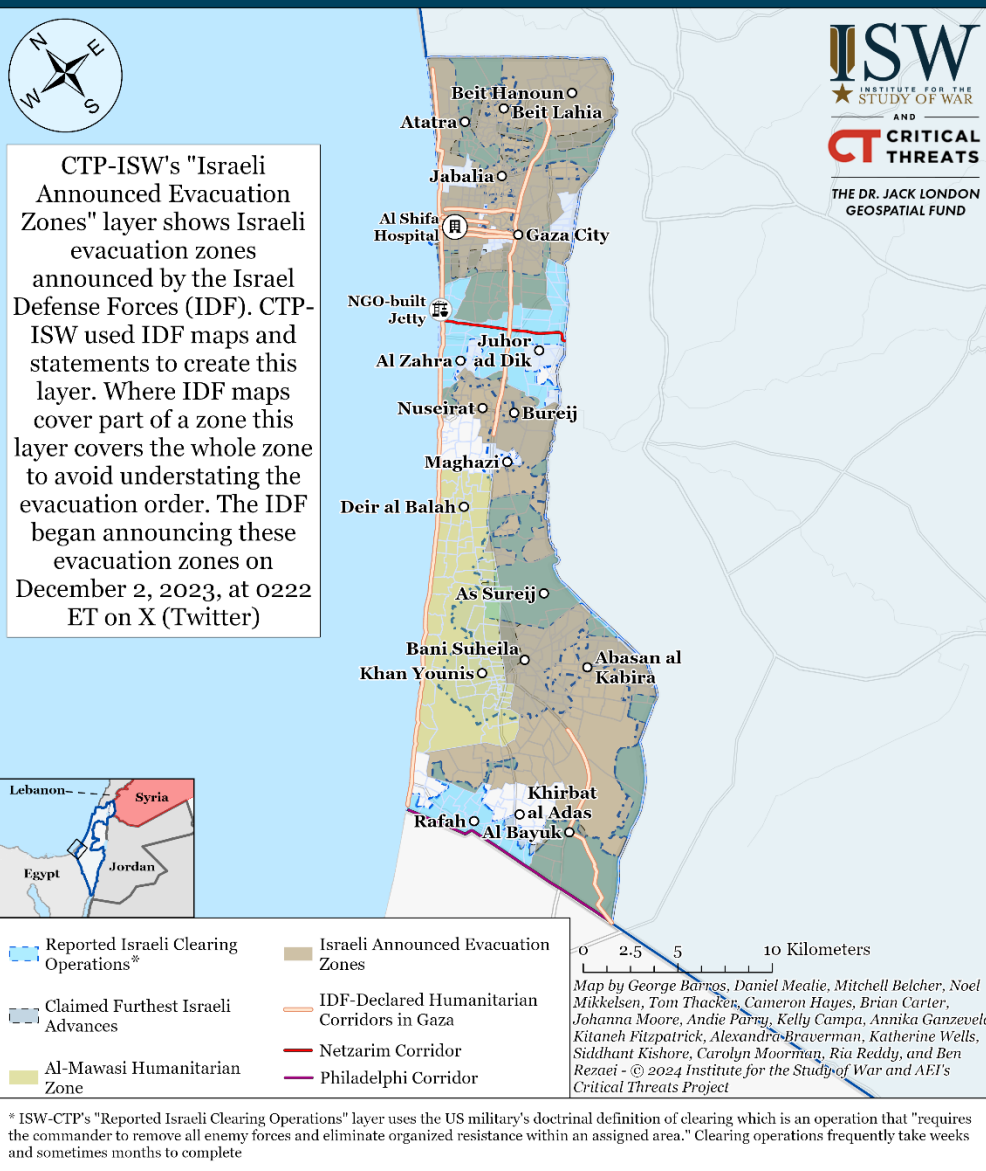 N
E
W
S
ISW
INSTITUTE FOR THE
STUDY OF WAR
AND
CT CRITICAL
THREATS
THE DR. JACK LONDON
GEOSPATIAL FUND
CTP-ISW's "Israeli
Announced Evacuation
Zones" layer shows Israeli
evacuation zones
announced by the Israel
Defense Forces (IDF). CTP-
ISW used IDF maps and
statements to create this
layer. Where IDF maps
cover part of a zone this
layer covers the whole zone
to avoid understating the
evacuation order. The IDF
began announcing these
evacuation zones on
December 2, 2023, at 0222
ET on X (Twitter)
Beit Hanoun
Beit Lahia
Atatra
Jabalia
Al Shifa
Hospital
Gaza City
NGO-built
Jetty
Juhor
ad Dik
Al Zahra
Nuseirat
Bureij
Maghazi
Deir al Balah
As Sureij
Bani Suheila
Abasan al
Kabira
Khan Younis
Khirbat
al Adas
Rafah
Al Bayuk
Lebanon
Syria
Jordan
Egypt
Reported Israeli Clearing
Operations*
Claimed Furthest Israeli
Advances
Al-Mawasi Humanitarian
Zone
Israeli Announced Evacuation
Zones
IDF-Declared Humanitarian
Corridors in Gaza
Netzarim Corridor
Philadelphi Corridor
0 2.5 5 10 Kilometers
Map by George Barros, Daniel Mealie, Mitchell Belcher, Noel
Mikkelsen, Tom Thacker, Cameron Hayes, Brian Carter,
Johanna Moore, Andie Parry, Kelly Campa, Annika Ganzeveld
Kitaneh Fitzpatrick, Alexandra Braverman, Katherine Wells,
Siddhant Kishore, Carolyn Moorman, Ria Reddy, and Ben
Rezaei - © 2024 Institute for the Study of War and AEI's
Critical Threats Project
* ISW-CTP's "Reported Israeli Clearing Operations" layer uses the US military's doctrinal definition of clearing which is an operation that "requires
the commander to remove all enemy forces and eliminate organized resistance within an assigned area." Clearing operations frequently take weeks
and sometimes months to complete